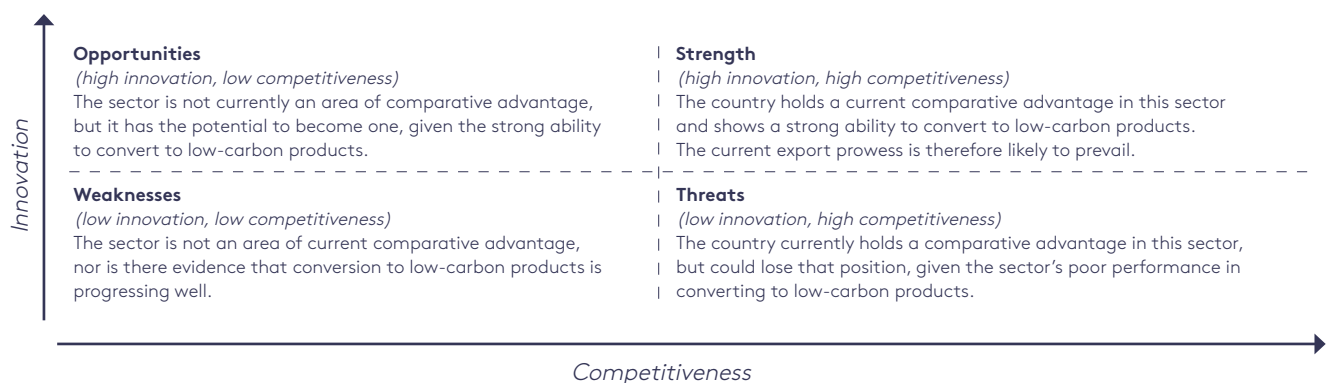 Innovation
Opportunities
(high innovation, low competitiveness)
The sector is not currently an area of comparative advantage,
but it has the potential to become one, given the strong ability
to convert to low-carbon products.
Strength
(high innovation, high competitiveness)
The country holds a current comparative advantage in this sector
and shows a strong ability to convert to low-carbon products.
The current export prowess is therefore likely to prevail.
Weaknesses
(low innovation, low competitiveness)
The sector is not an area of current comparative advantage,
nor is there evidence that conversion to low-carbon products is
progressing well.
Threats
(low innovation, high competitiveness)
The country currently holds a comparative advantage in this sector,
but could lose that position, given the sector’s poor performance in
converting to low-carbon products.
Competitiveness